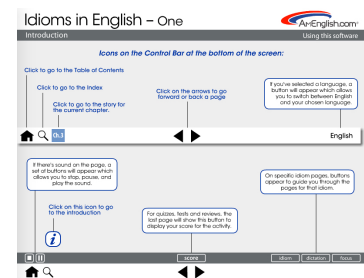 Idioms in English – One
AmEnglish.com
Introduction
Using this software
Icons on the Control Bar at the bottom of the screen:
Click to go to the Table of Contents
Click to go to the Index
Click to go to the story for
the current chapter.
Click on the arrows to go
forward or back a page
If you've selected a language, a
button will appear which allows
you to switch between English
and your chosen language.
Ch.1
English
If there's sound on the page, a
set of buttons will appear which
allows you to stop, pause, and
play the sound.
Click on this icon to go
to the introduction
i
For quizzes, tests and reviews, the
last page will show this button to
display your score for the activity.
On specific idiom pages, buttons
appear to guide you through the
pages for that idiom.
score
idiom
dictation
focus